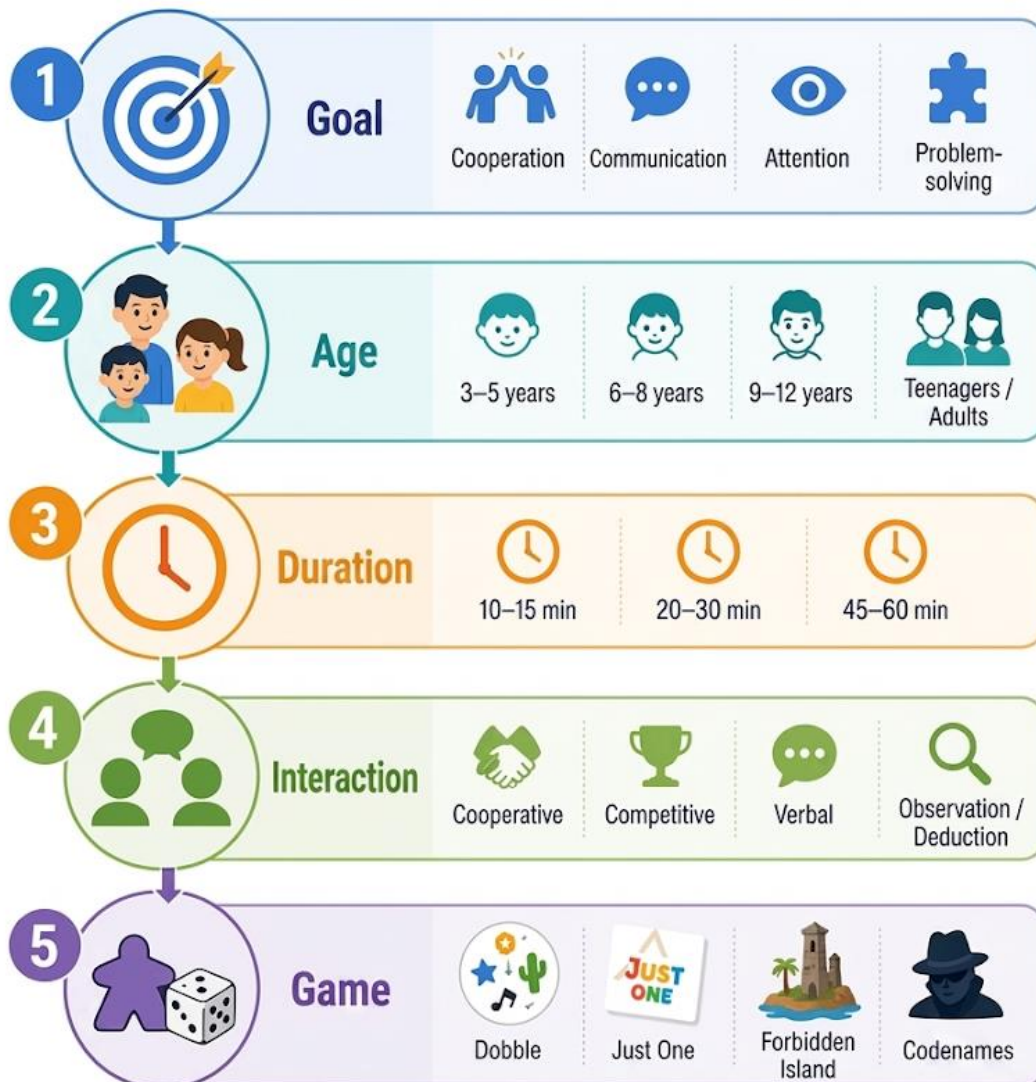 1
Goal
Cooperation
Communication
Attention
Problem-
solving
2
Age
3–5 years
6–8 years
9–12 years
Teenagers /
Adults
3
Duration
10–15 min
20–30 min
45–60 min
4
Interaction
Cooperative
Competitive
Verbal
Observation /
Deduction
5
Game
JUST
ONE
Dobble
Just One
Forbidden
Island
Codenames